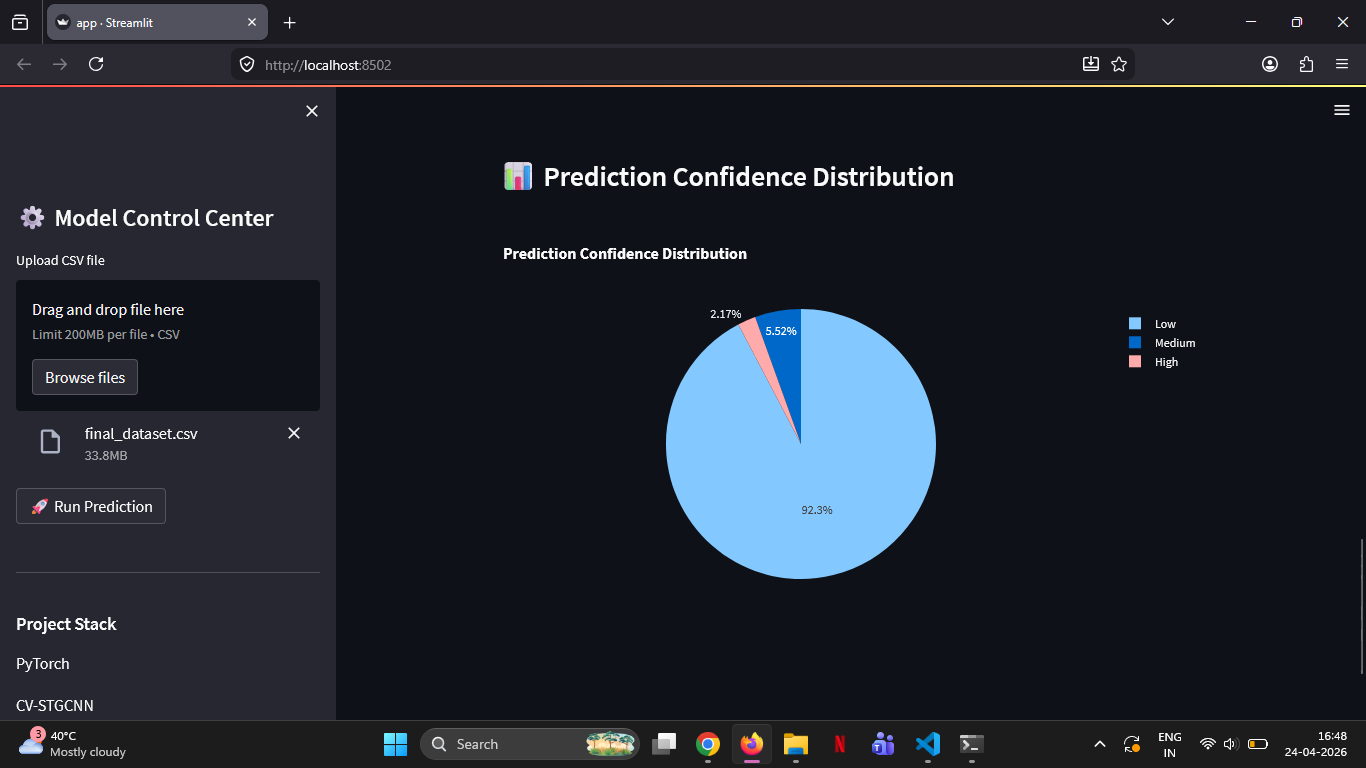 app · Streamlit
http://localhost:8502
Model Control Center
Upload CSV file
Drag and drop file here
Limit 200MB per file • CSV
Browse files
final_dataset.csv
33.8MB
🚀 Run Prediction
Project Stack
PyTorch
CV-STGCNN
📊 Prediction Confidence Distribution
Prediction Confidence Distribution
2.17%
5.52%
92.3%
Low
Medium
High
3
40°C
Mostly cloudy
Search
ENG
IN
16:48
24-04-2026